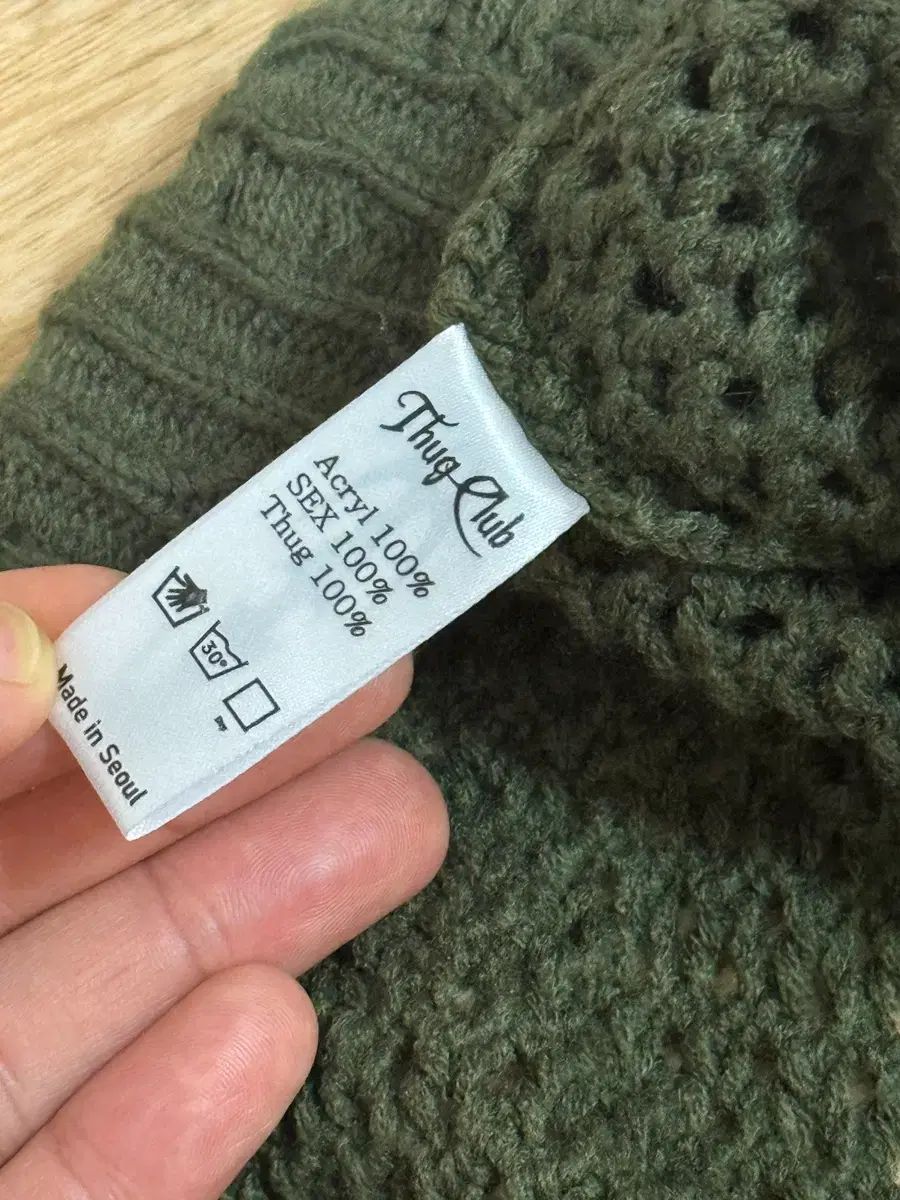 Thug Club
Acryl 100%
SEX 100%
Thug 100%
30°
Made in Seoul